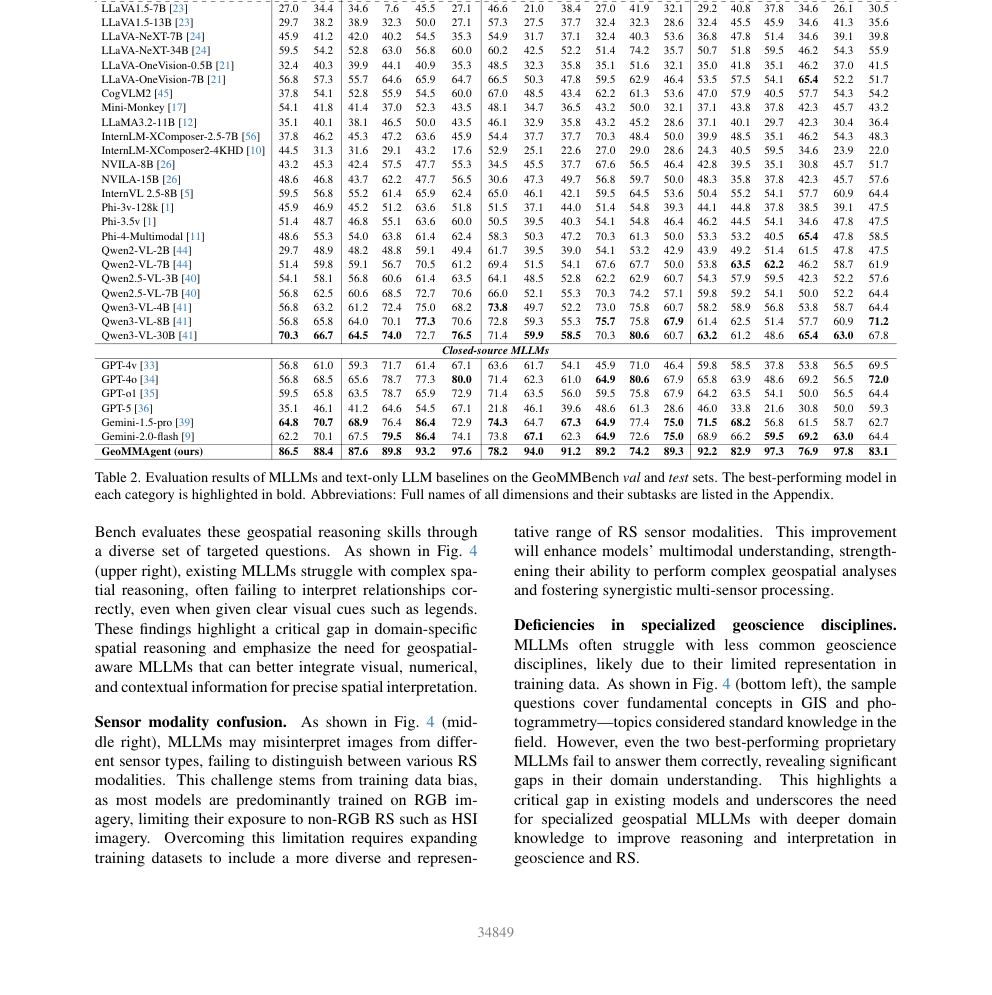 LLaVA1.5-7B [23] 27.0 34.4 34.6 7.6 45.5 27.1 46.6 21.0 38.4 27.0 41.9 32.1 29.2 40.8 37.8 34.6 26.1 30.5
LLaVA1.5-13B [23] 29.7 38.2 38.9 32.3 50.0 27.1 57.3 27.5 37.7 32.4 32.3 28.6 32.4 45.5 45.9 34.6 41.3 35.6
LLaVA-NeXT-7B [24] 45.9 41.2 42.0 40.2 54.5 35.3 54.9 31.7 37.1 32.4 40.3 53.6 36.8 47.8 51.4 34.6 39.1 39.8
LLaVA-NeXT-34B [24] 59.5 54.2 52.8 63.0 56.8 60.0 60.2 42.5 52.2 51.4 74.2 35.7 50.7 51.8 59.5 46.2 54.3 55.9
LLaVA-OneVision-0.5B [21] 32.4 40.3 39.9 44.1 40.9 35.3 48.5 32.3 35.8 35.1 51.6 32.1 35.0 41.8 35.1 46.2 37.0 41.5
LLaVA-OneVision-7B [21] 56.8 57.3 55.7 64.6 65.9 64.7 66.5 50.3 47.8 59.5 62.9 46.4 53.5 57.5 54.1 65.4 52.2 51.7
CogVLM2 [45] 37.8 54.1 52.8 55.9 54.5 60.0 67.0 48.5 43.4 62.2 61.3 53.6 47.0 57.9 40.5 57.7 54.3 54.2
Mini-Monkey [17] 54.1 41.8 41.4 37.0 52.3 43.5 48.1 34.7 36.5 43.2 50.0 32.1 37.1 43.8 37.8 42.3 45.7 43.2
LLaMA3.2-11B [12] 35.1 40.1 38.1 46.5 50.0 43.5 46.1 32.9 35.8 43.2 45.2 28.6 37.1 40.1 29.7 42.3 30.4 36.4
InternLM-XComposer-2.5-7B [56] 37.8 46.2 45.3 47.2 63.6 45.9 54.4 37.7 37.7 70.3 48.4 50.0 39.9 48.5 35.1 46.2 54.3 48.3
InternLM-XComposer2-4KHD [10] 44.5 31.3 31.6 29.1 43.2 17.6 52.9 25.1 22.6 27.0 29.0 28.6 24.3 40.5 59.5 34.6 23.9 22.0
NVILA-8B [26] 43.2 45.3 42.4 57.5 47.7 55.3 34.5 45.5 37.7 67.6 56.5 46.4 42.8 39.5 35.1 30.8 45.7 51.7
NVILA-15B [26] 48.6 46.8 43.7 62.2 47.7 56.5 30.6 47.3 49.7 56.8 59.7 50.0 48.3 35.8 37.8 42.3 45.7 57.6
InternVL 2.5-8B [5] 59.5 56.8 55.2 61.4 65.9 62.4 65.0 46.1 42.1 59.5 64.5 53.6 50.4 55.2 54.1 57.7 60.9 64.4
Phi-3v-128k [1] 45.9 46.9 45.2 51.2 63.6 51.8 51.5 37.1 44.0 51.4 54.8 39.3 44.1 44.8 37.8 38.5 39.1 47.5
Phi-3.5v [1] 51.4 48.7 46.8 55.1 63.6 60.0 50.5 39.5 40.3 54.1 54.8 46.4 46.2 44.5 54.1 34.6 47.8 47.5
Phi-4-Multimodal [11] 48.6 55.3 54.0 63.8 61.4 62.4 58.3 50.3 47.2 70.3 61.3 50.0 53.3 53.2 40.5 65.4 47.8 58.5
Qwen2-VL-2B [44] 29.7 48.9 48.2 48.8 59.1 49.4 61.7 39.5 39.0 54.1 53.2 42.9 43.9 49.2 51.4 61.5 47.8 47.5
Qwen2-VL-7B [44] 51.4 59.8 59.1 56.7 70.5 61.2 69.4 51.5 54.1 67.6 67.7 50.0 53.8 63.5 62.2 46.2 58.7 61.9
Qwen2.5-VL-3B [40] 54.1 58.1 56.8 60.6 61.4 63.5 64.1 48.5 52.8 62.2 62.9 60.7 54.3 57.9 59.5 42.3 52.2 57.6
Qwen2.5-VL-7B [40] 56.8 62.5 60.6 68.5 72.7 70.6 66.0 52.1 55.3 70.3 74.2 57.1 59.8 59.2 54.1 50.0 52.2 64.4
Qwen3-VL-4B [41] 56.8 63.2 61.2 72.4 75.0 68.2 73.8 49.7 52.2 73.0 75.8 60.7 58.2 58.9 56.8 53.8 58.7 64.4
Qwen3-VL-8B [41] 56.8 65.8 64.0 70.1 77.3 70.6 72.8 59.3 55.3 75.7 75.8 67.9 61.4 62.5 51.4 57.7 60.9 71.2
Qwen3-VL-30B [41] 70.3 66.7 64.5 74.0 72.7 76.5 71.4 59.9 58.5 70.3 80.6 60.7 63.2 61.2 48.6 65.4 63.0 67.8
Closed-source MLLMs
GPT-4v [33] 56.8 61.0 59.3 71.7 61.4 67.1 63.6 61.7 54.1 45.9 71.0 46.4 59.8 58.5 37.8 53.8 56.5 69.5
GPT-4o [34] 56.8 68.5 65.6 78.7 77.3 80.0 71.4 62.3 61.0 64.9 80.6 67.9 65.8 63.9 48.6 69.2 56.5 72.0
GPT-o1 [35] 59.5 65.8 63.5 78.7 65.9 72.9 71.4 63.5 56.0 59.5 75.8 67.9 64.2 63.5 54.1 50.0 56.5 64.4
GPT-5 [36] 35.1 46.1 41.2 64.6 54.5 67.1 21.8 46.1 39.6 48.6 61.3 28.6 46.0 33.8 21.6 30.8 50.0 59.3
Gemini-1.5-pro [39] 64.8 70.7 68.9 76.4 86.4 72.9 74.3 64.7 67.3 64.9 77.4 75.0 71.5 68.2 56.8 61.5 58.7 62.7
Gemini-2.0-flash [9] 62.2 70.1 67.5 79.5 86.4 74.1 73.8 67.1 62.3 64.9 72.6 75.0 68.9 66.2 59.5 69.2 63.0 64.4
GeoMMAgent (ours) 86.5 88.4 87.6 89.8 93.2 97.6 78.2 94.0 91.2 89.2 74.2 89.3 92.2 82.9 97.3 76.9 97.8 83.1
Table 2. Evaluation results of MLLMs and text-only LLM baselines on the GeoMMBench val and test sets. The best-performing model in
each category is highlighted in bold. Abbreviations: Full names of all dimensions and their subtasks are listed in the Appendix.
Bench evaluates these geospatial reasoning skills through
a diverse set of targeted questions. As shown in Fig. 4
(upper right), existing MLLMs struggle with complex spa-
tial reasoning, often failing to interpret relationships cor-
rectly, even when given clear visual cues such as legends.
These findings highlight a critical gap in domain-specific
spatial reasoning and emphasize the need for geospatial-
aware MLLMs that can better integrate visual, numerical,
and contextual information for precise spatial interpretation.
Sensor modality confusion. As shown in Fig. 4 (mid-
dle right), MLLMs may misinterpret images from differ-
ent sensor types, failing to distinguish between various RS
modalities. This challenge stems from training data bias,
as most models are predominantly trained on RGB im-
agery, limiting their exposure to non-RGB RS such as HSI
imagery. Overcoming this limitation requires expanding
training datasets to include a more diverse and represen-
tative range of RS sensor modalities. This improvement
will enhance models' multimodal understanding, strength-
ening their ability to perform complex geospatial analyses
and fostering synergistic multi-sensor processing.
Deficiencies in specialized geoscience disciplines.
MLLMs often struggle with less common geoscience
disciplines, likely due to their limited representation in
training data. As shown in Fig. 4 (bottom left), the sample
questions cover fundamental concepts in GIS and pho-
togrammetry—topics considered standard knowledge in the
field. However, even the two best-performing proprietary
MLLMs fail to answer them correctly, revealing significant
gaps in their domain understanding. This highlights a
critical gap in existing models and underscores the need
for specialized geospatial MLLMs with deeper domain
knowledge to improve reasoning and interpretation in
geoscience and RS.
34849